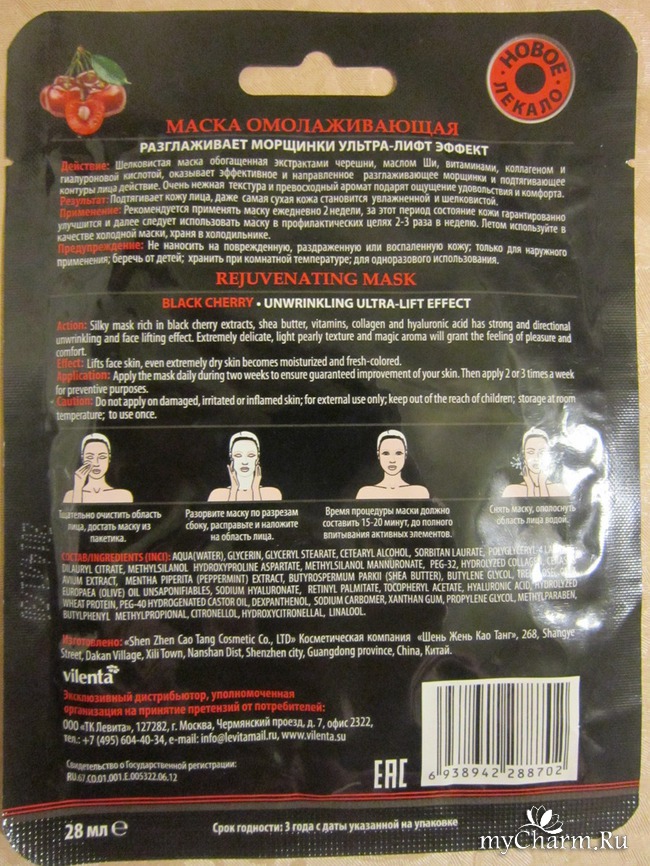 НОВОЕ ЛЕКАЛО
МАСКА ОМОЛАЖИВАЮЩАЯ
РАЗГЛАЖИВАЕТ МОРЩИНКИ УЛЬТРА-ЛИФТ ЭФФЕКТ
Действие: Шелковистая маска обогащенная экстрактами черешни, маслом Ши, витаминами, коллагеном и
гиалуроновой кислотой, оказывает эффективное и направленное разглаживающее морщинки и подтягивающее
контуры лица действие. Очень нежная текстура и превосходный аромат подарят ощущение удовольствия и комфорта.
Результат: Подтягивает кожу лица, даже самая сухая кожа становится увлажненной и шелковистой.
Применение: Рекомендуется применять маску ежедневно 2 недели, за этот период состояние кожи гарантированно
улучшится и далее следует использовать маску в профилактических целях 2-3 раза в неделю. Летом используйте в
качестве холодной маски, храня в холодильнике.
Предупреждение: Не наносить на поврежденную, раздраженную или воспаленную кожу; только для наружного
применения; беречь от детей; хранить при комнатной температуре; для одноразового использования.
REJUVENATING MASK
BLACK CHERRY • UNWRINKLING ULTRA-LIFT EFFECT
Action: Silky mask rich in black cherry extracts, shea butter, vitamins, collagen and hyaluronic acid has strong and directional
unwrinkling and face lifting effect. Extremely delicate, light pearly texture and magic aroma will grant the feeling of pleasure and
comfort.
Effect: Lifts face skin, even extremely dry skin becomes moisturized and fresh-colored.
Application: Apply the mask daily during two weeks to ensure guaranteed improvement of your skin. Then apply 2 or 3 times a week
for preventive purposes.
Caution: Do not apply on damaged, irritated or inflamed skin; for external use only; keep out of the reach of children; storage at room
temperature; to use once.
Тщательно очистить область
лица, достать маску из
пакетика.
Разорвите маску по разрезам
сбоку, расправьте и наложите
на область лица.
Время процедуры маски должно
составить 15-20 минут, до полного
впитывания активных элементов.
Снять маску, ополоснуть
область лица водой.
СОСТАВ/INGREDIENTS (INCI): AQUA(WATER), GLYCERIN, GLYCERYL STEARATE, CETEARYL ALCOHOL, SORBITAN LAURATE, POLYGLYCERYL-4
DILAURYL CITRATE, METHYLSILANOL HYDROXYPROLINE ASPARTATE, METHYLSILANOL MANNURONATE, PEG-32, HYDROLYZED COLLAGEN,
AVIUM EXTRACT, MENTHA PIPERITA (PEPPERMINT) EXTRACT, BUTYROSPERMUM PARKII (SHEA BUTTER), BUTYLENE GLYCOL,
EUROPAEA (OLIVE) OIL UNSAPONIFIABLES, SODIUM HYALURONATE, RETINYL PALMITATE, TOCOPHERYL ACETATE, HYALURONIC ACID, HYDROLYZED
WHEAT PROTEIN, PEG-40 HYDROGENATED CASTOR OIL, DEXPANTHENOL, SODIUM CARBOMER, XANTHAN GUM, PROPYLENE GLYCOL, METHYLPARABEN,
BUTYLPHENYL METHYLPROPIONAL, CITRONELLOL, HYDROXYCITRONELLAL, LINALOOL.
Изготовлено: «Shen Zhen Cao Tang Cosmetic Co., LTD» Косметическая компания «Шень Жень Као Танг», 268, Shangye
Street, Dakan Village, Xili Town, Nanshan Dist, Shenzhen city, Guangdong province, China, Китай.
vilenta
Эксклюзивный дистрибьютор, уполномоченная
организация на принятие претензий от потребителей:
ООО «ТК Левита», 127282, г. Москва, Чермянский проезд, д. 7, офис 2322,
тел.: +7 (495) 604-40-34, e-mail: info@levitamail.ru, www.vilenta.su
Свидетельство о Государственной регистрации:
RU.67.CO.01.001.E.005322.06.12
EAC
6 938942 288702
28 мл e
Срок годности: 3 года с даты указанной на упаковке
myCharm.Ru